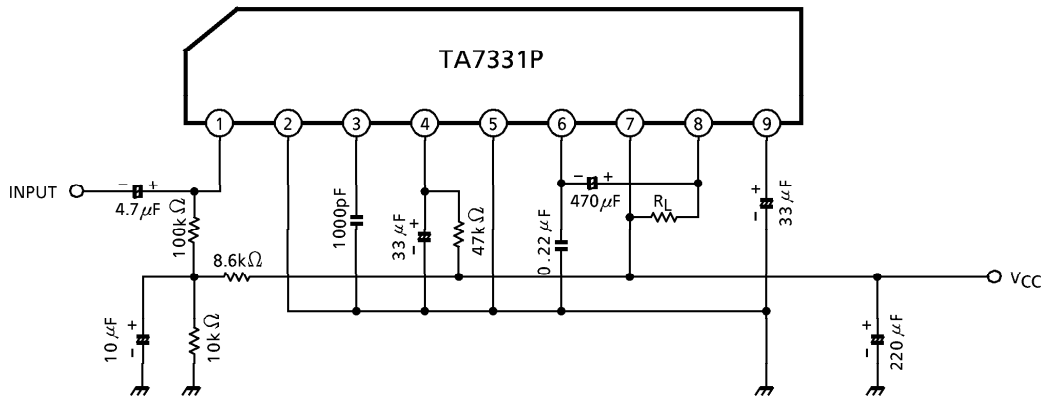 TA7331P
1 2 3 4 5 6 7 8 9
INPUT
− +
4.7μF
100kΩ
8.6kΩ
10kΩ
10μF
+
−
1000pF
33μF
+
−
47kΩ
− +
470μF
0.22μF
RL
+
−
33μF
VCC
+
−
220μF